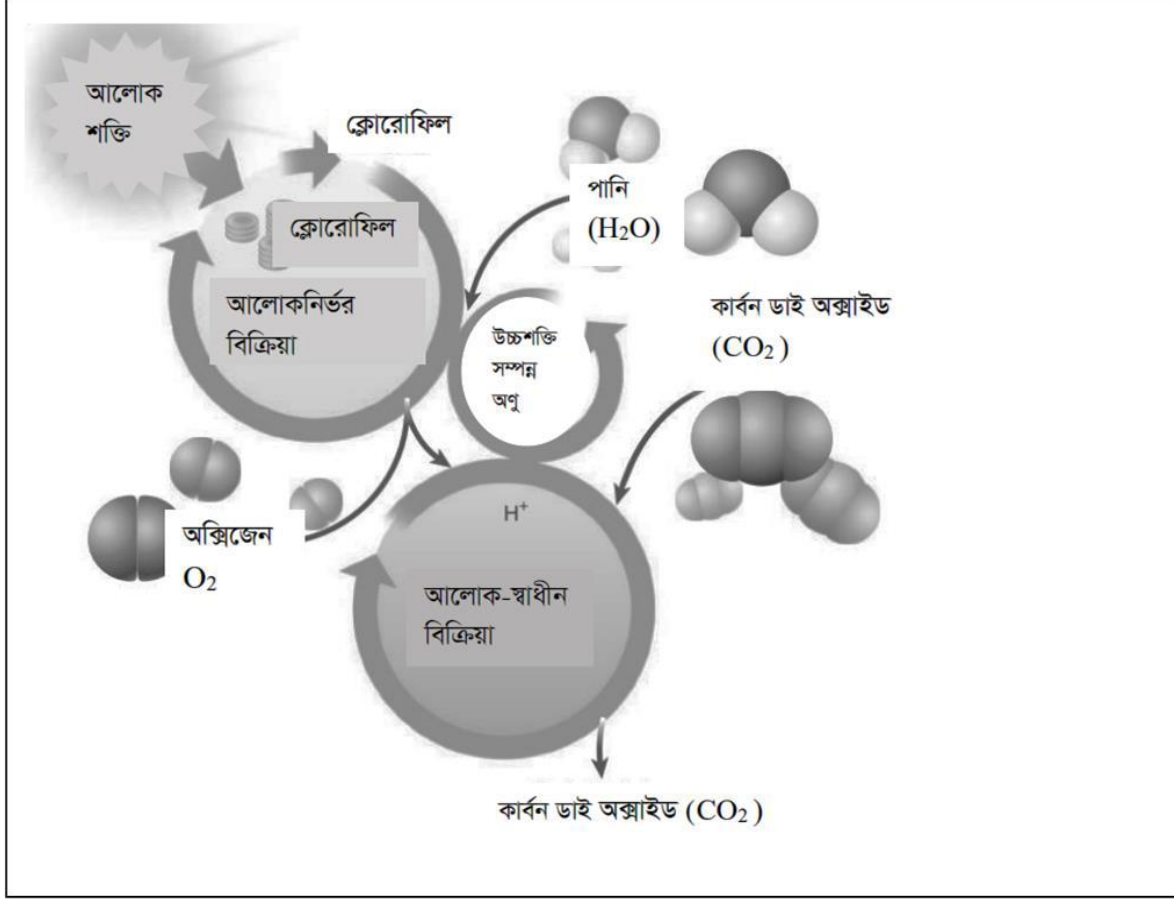 আলোক
শক্তি
ক্লোরোফিল
ক্লোরোফিল
আলোকনির্ভর
বিক্রিয়া
পানি
(H₂O)
কার্বন ডাই অক্সাইড
(CO₂ )
উচ্চশক্তি
সম্পন্ন
অণু
অক্সিজেন
O₂
H⁺
আলোক-স্বাধীন
বিক্রিয়া
কার্বন ডাই অক্সাইড (CO₂ )